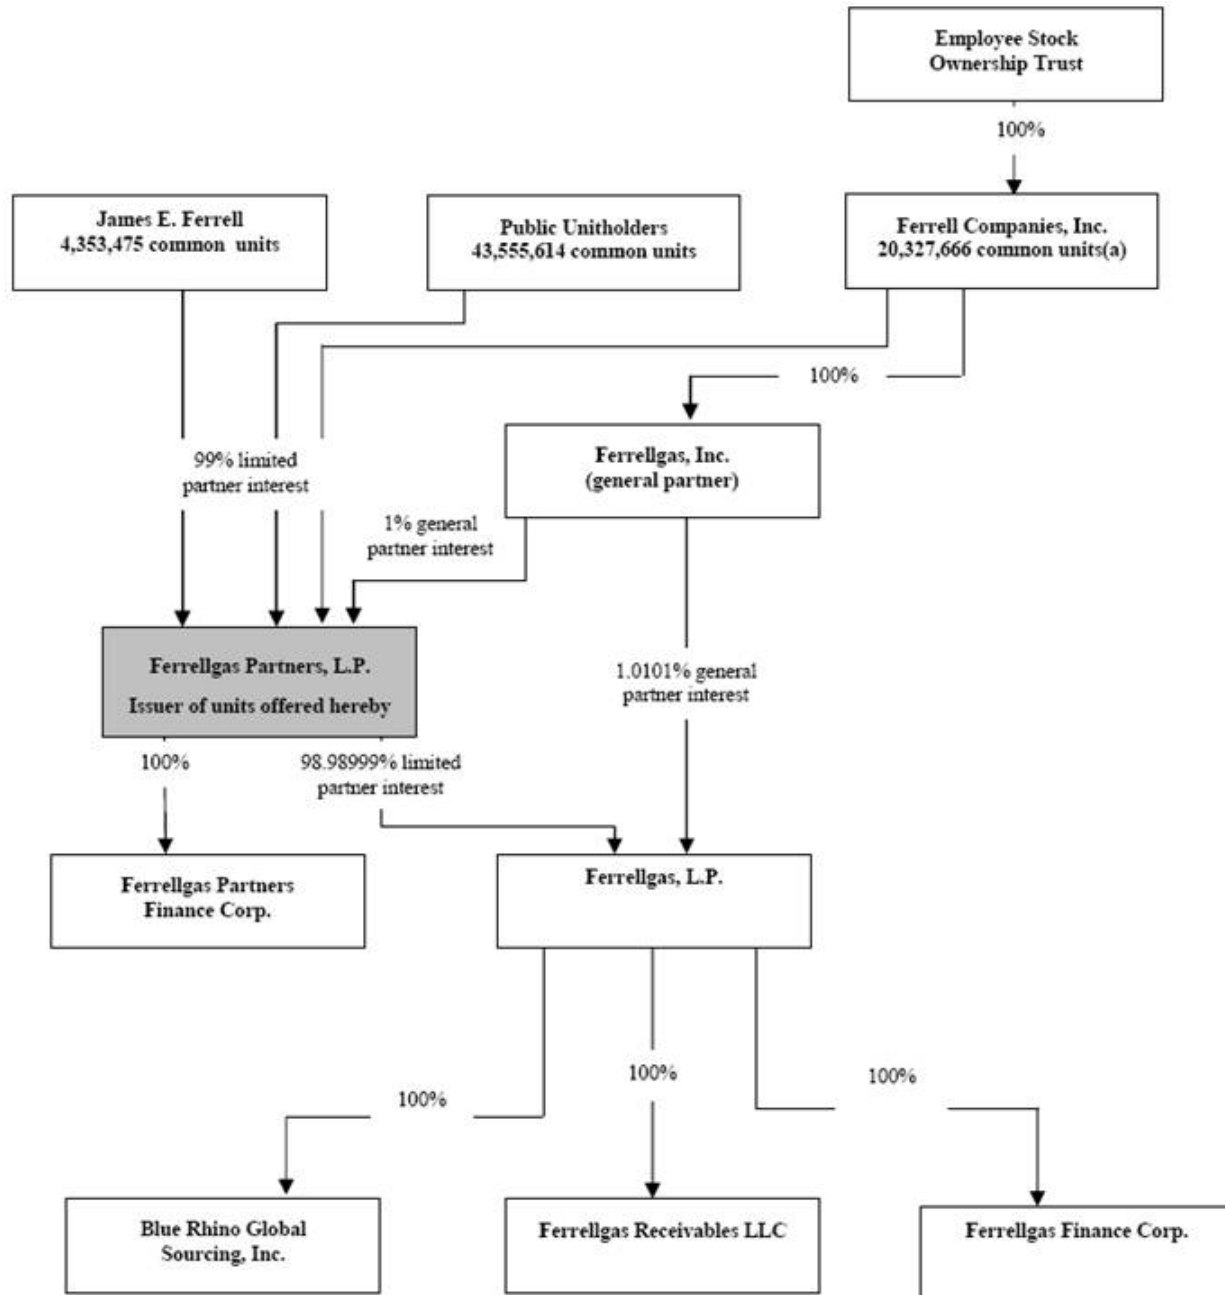 Employee Stock
Ownership Trust
100%
James E. Ferrell
4,353,475 common units
Public Unitholders
43,555,614 common units
Ferrell Companies, Inc.
20,327,666 common units(a)
100%
Ferrellgas, Inc.
(general partner)
99% limited
partner interest
1% general
partner interest
Ferrellgas Partners, L.P.
Issuer of units offered hereby
1.0101% general
partner interest
100%
98.98999% limited
partner interest
Ferrellgas Partners
Finance Corp.
Ferrellgas, L.P.
100%
100%
100%
Blue Rhino Global
Sourcing, Inc.
Ferrellgas Receivables LLC
Ferrellgas Finance Corp.